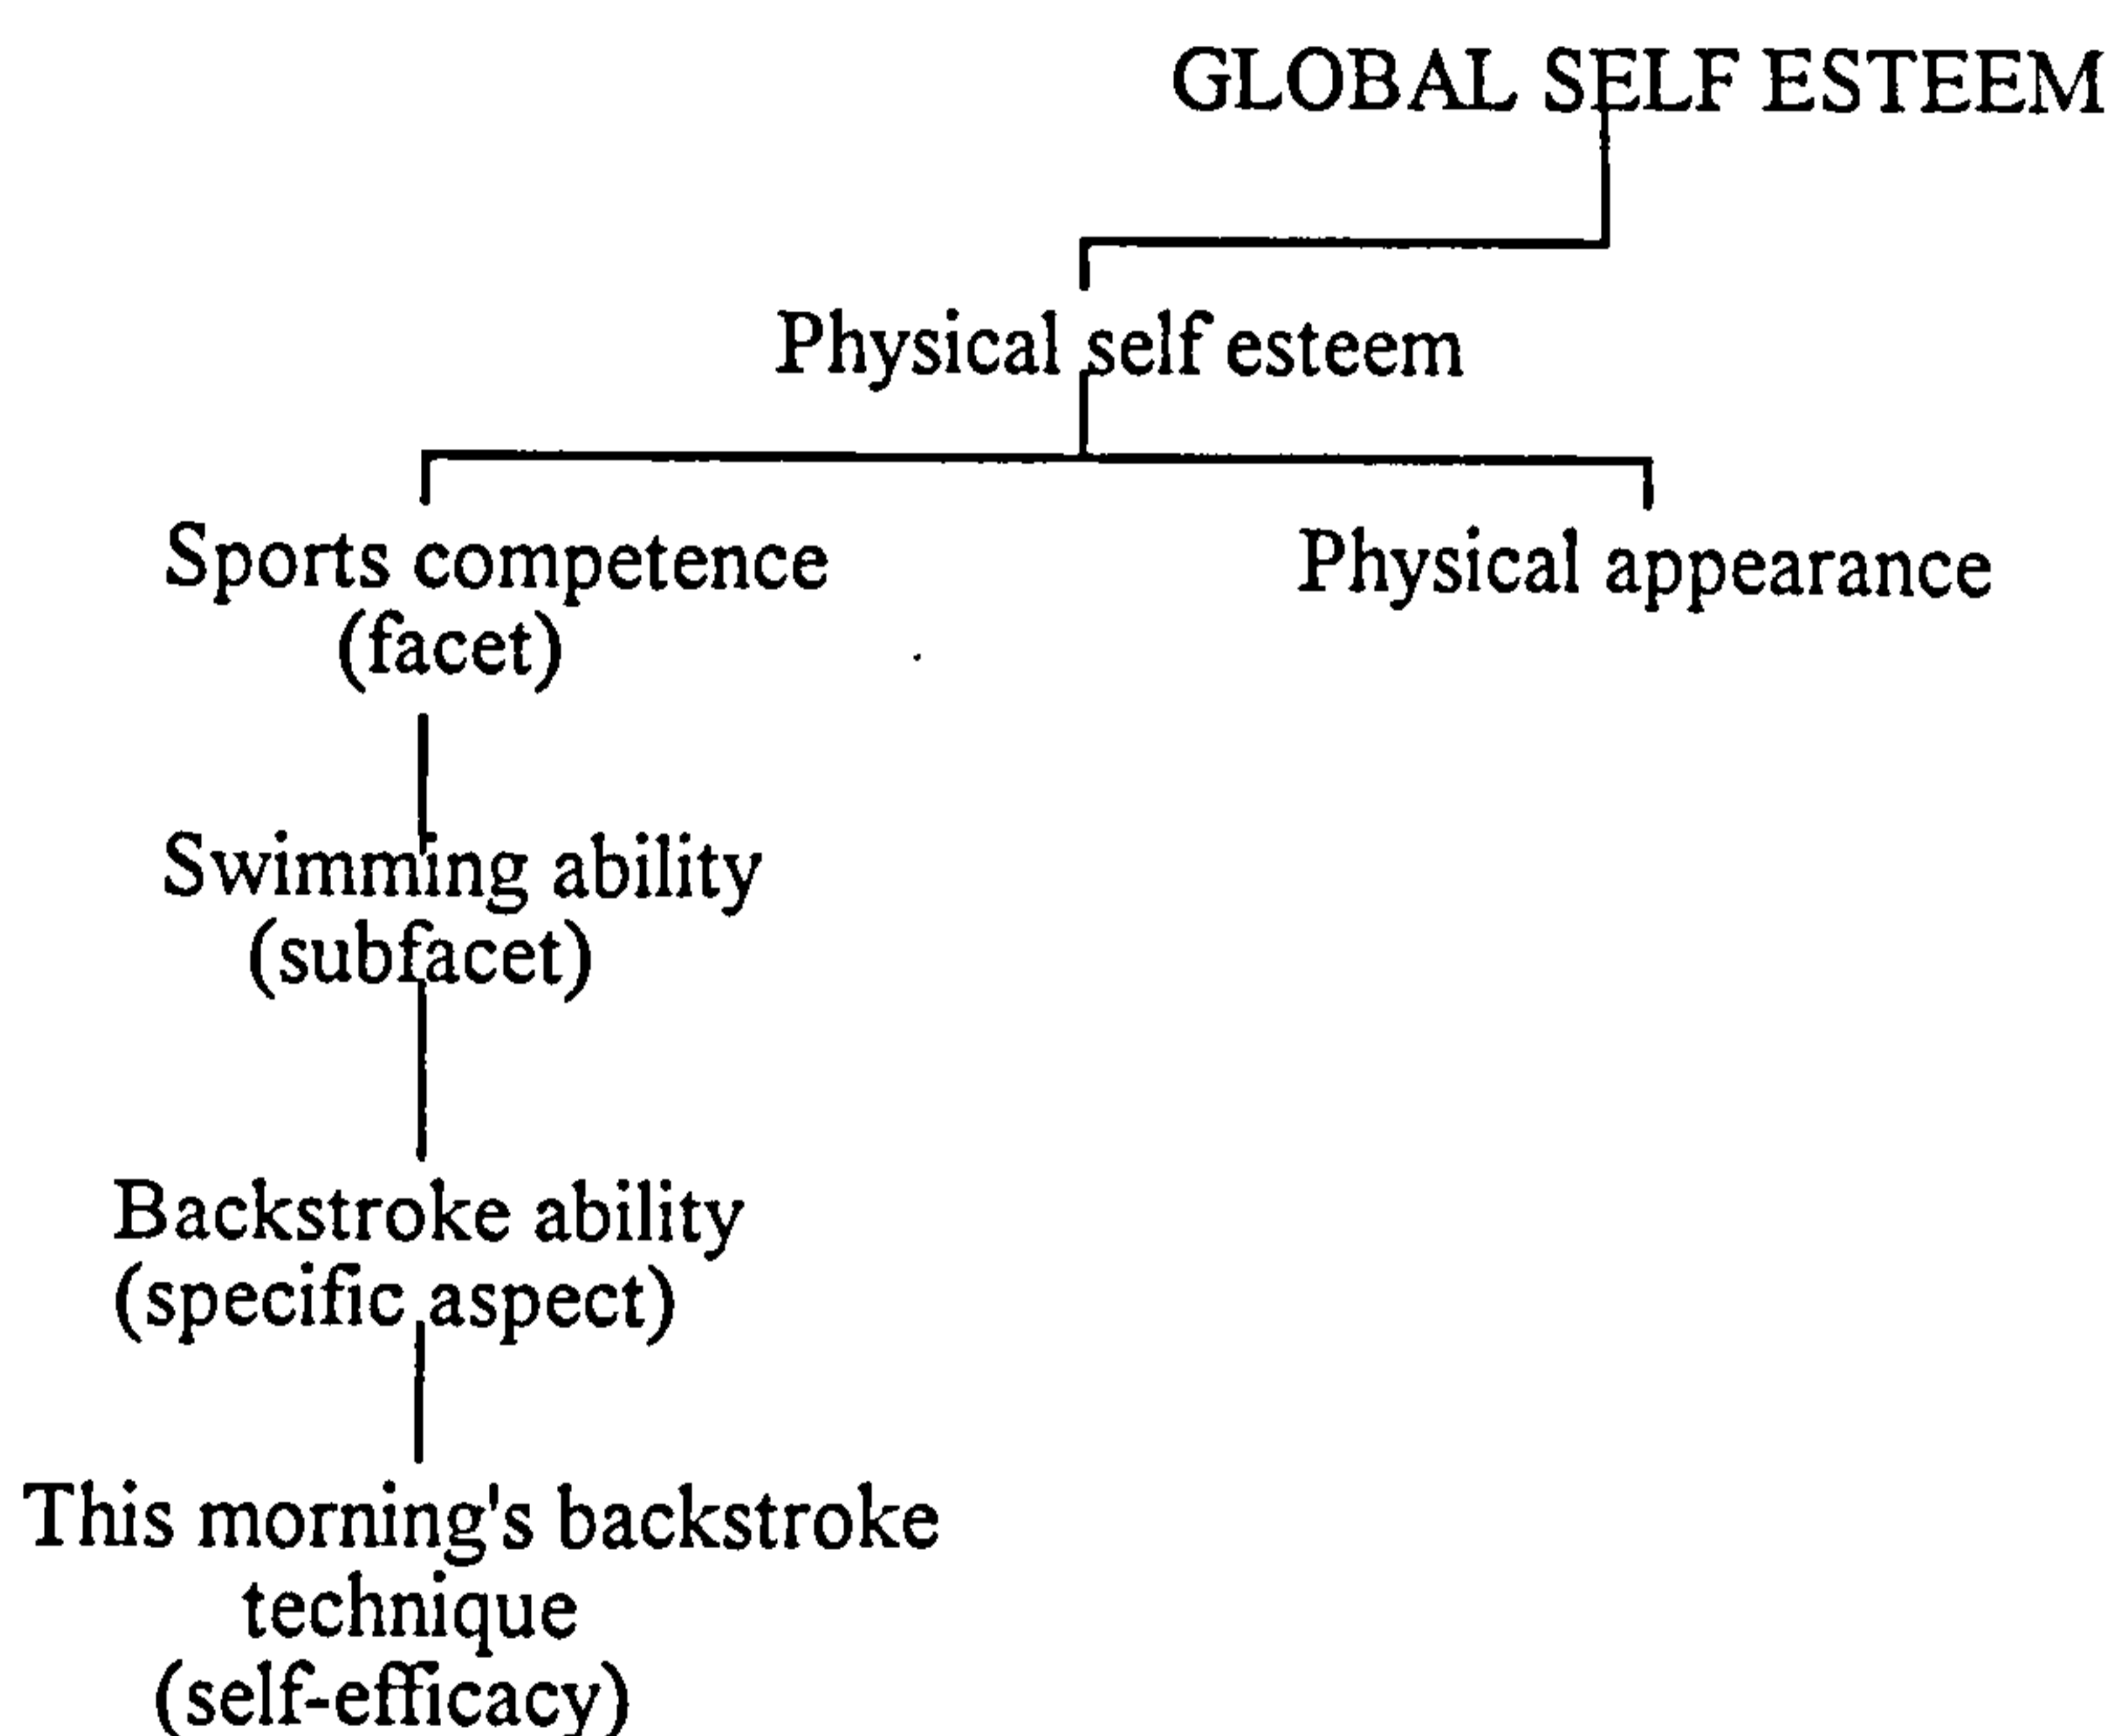 GLOBAL SELF ESTEEM
Physical self esteem
Sports competence
(facet)
Physical appearance
Swimming ability
(subfacet)
Backstroke ability
(specific aspect)
This morning's backstroke
technique
(self-efficacy)